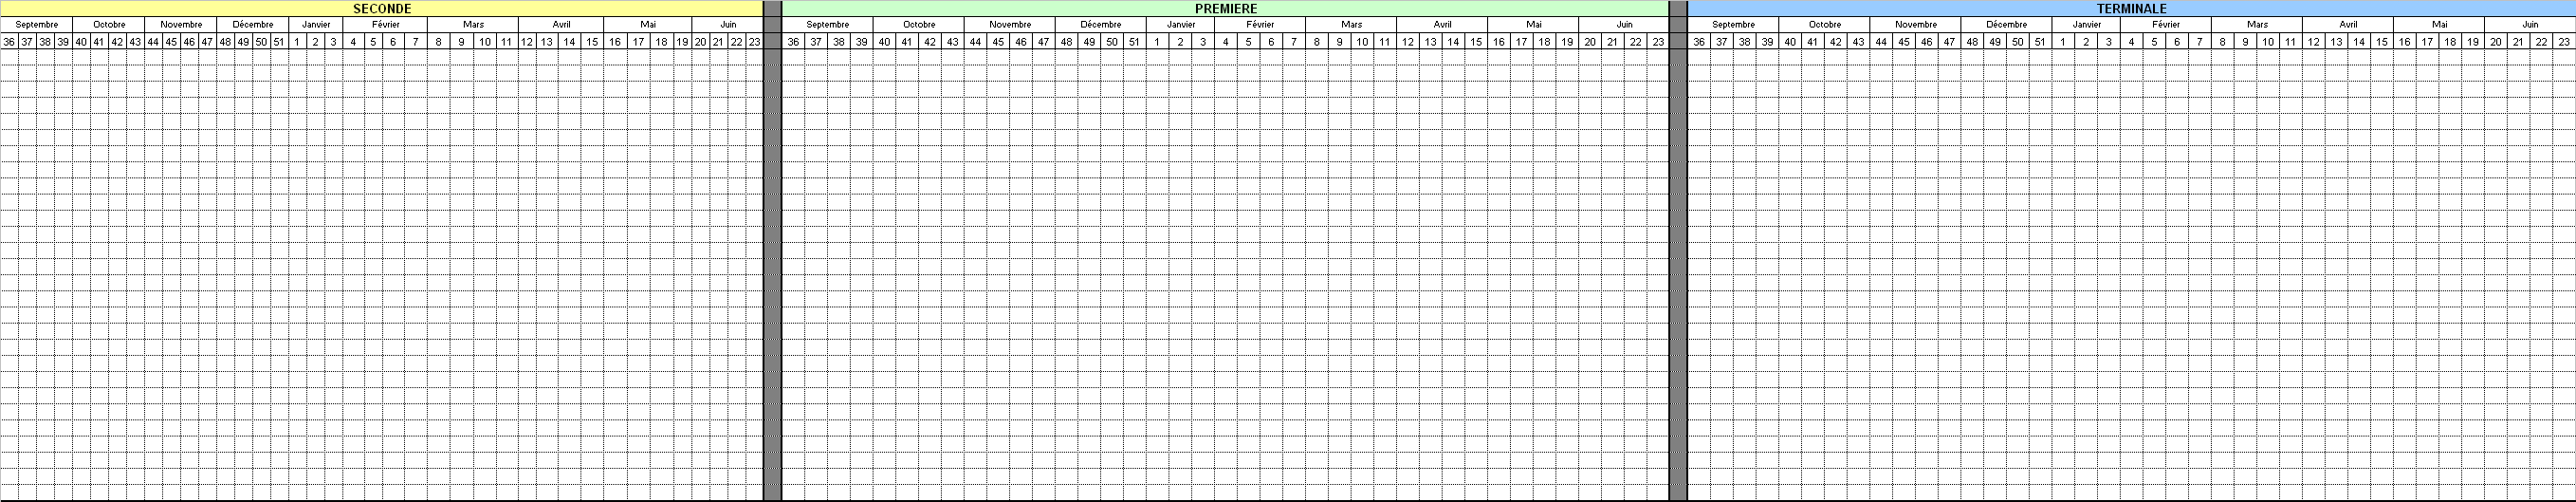 SECONDE PREMIERE TERMINALE
Septembre Octobre Novembre Décembre Janvier Février Mars Avril Mai Juin Septembre Octobre Novembre Décembre Janvier Février Mars Avril Mai Juin Septembre Octobre Novembre Décembre Janvier Février Mars Avril Mai Juin
36 37 38 39 40 41 42 43 44 45 46 47 48 49 50 51 1 2 3 4 5 6 7 8 9 10 11 12 13 14 15 16 17 18 19 20 21 22 23 36 37 38 39 40 41 42 43 44 45 46 47 48 49 50 51 1 2 3 4 5 6 7 8 9 10 11 12 13 14 15 16 17 18 19 20 21 22 23 36 37 38 39 40 41 42 43 44 45 46 47 48 49 50 51 1 2 3 4 5 6 7 8 9 10 11 12 13 14 15 16 17 18 19 20 21 22 23